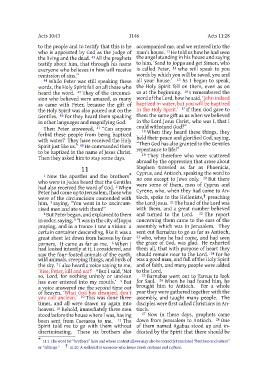 Acts 10:43 1146 Acts 11:28
to the people and to testify that this is he
who is appointed by God as the judge of
the living and the dead. 43 All the prophets
testify about him, that through his name
everyone who believes in him will receive
remission of sins.”
44 While Peter was still speaking these
words, the Holy Spirit fell on all those who
heard the word. 45 They of the circumci-
sion who believed were amazed, as many
as came with Peter, because the gift of
the Holy Spirit was also poured out on the
Gentiles. 46 For they heard them speaking
in other languages and magnifying God.
Then Peter answered, 47 “Can anyone
forbid these people from being baptized
with water? They have received the Holy
Spirit just like us.” 48 He commanded them
to be baptized in the name of Jesus Christ.
Then they asked him to stay some days.
11
1 Now the apostles and the brothers
who were in Judea heard that the Gentiles
had also received the word of God. 2 When
Peter had come up to Jerusalem, those who
were of the circumcision contended with
him, 3 saying, “You went in to uncircum-
cised men and ate with them!”
4 But Peter began, and explained to them
in order, saying, 5 “I was in the city of Joppa
praying, and in a trance I saw a vision: a
certain container descending, like it was a
great sheet let down from heaven by four
corners. It came as far as me. 6 When I
had looked intently at it, I considered, and
saw the four-footed animals of the earth,
wild animals, creeping things, and birds of
the sky. 7 I also heard a voice saying to me,
‘Rise, Peter, kill and eat!’ 8 But I said, ‘Not
so, Lord, for nothing unholy or unclean
has ever entered into my mouth.’ 9 But
a voice answered me the second time out
of heaven, ‘What God has cleansed, don’t
you call unclean.’ 10 This was done three
times, and all were drawn up again into
heaven. 11 Behold, immediately three men
stood before the house where I was, having
been sent from Caesarea to me. 12 The
Spirit told me to go with them without
discriminating. These six brothers also
accompanied me, and we entered into the
man’s house. 13 He told us how he had seen
the angel standing in his house and saying
to him, ‘Send to Joppa and get Simon, who
is called Peter, 14 who will speak to you
words by which you will be saved, you and
all your house.’ 15 As I began to speak,
the Holy Spirit fell on them, even as on
us at the beginning. 16 I remembered the
word of the Lord, how he said, ‘John indeed
baptized in water, but you will be baptized
in the Holy Spirit.’ 17 If then God gave to
them the same gift as us when we believed
in the Lord Jesus Christ, who was I, that I
could withstand God?”
18 When they heard these things, they
held their peace and glorified God, saying,
“Then God has also granted to the Gentiles
repentance to life!”
19 They therefore who were scattered
abroad by the oppression that arose about
Stephen traveled as far as Phoenicia,
Cyprus, and Antioch, speaking the word to
no one except to Jews only. 20 But there
were some of them, men of Cyprus and
Cyrene, who, when they had come to An-
tioch, spoke to the Hellenists, preaching
the Lord Jesus. 21 The hand of the Lord was
with them, and a great number believed
and turned to the Lord. 22 The report
concerning them came to the ears of the
assembly which was in Jerusalem. They
sent out Barnabas to go as far as Antioch,
23 who, when he had come, and had seen
the grace of God, was glad. He exhorted
them all, that with purpose of heart they
should remain near to the Lord. 24 For he
was a good man, and full of the Holy Spirit
and of faith, and many people were added
to the Lord.
25 Barnabas went out to Tarsus to look
for Saul. 26 When he had found him, he
brought him to Antioch. For a whole
year they were gathered together with the
assembly, and taught many people. The
disciples were first called Christians in An-
tioch.
27 Now in these days, prophets came
down from Jerusalem to Antioch. 28 One
of them named Agabus stood up and in-
dicated by the Spirit that there should be